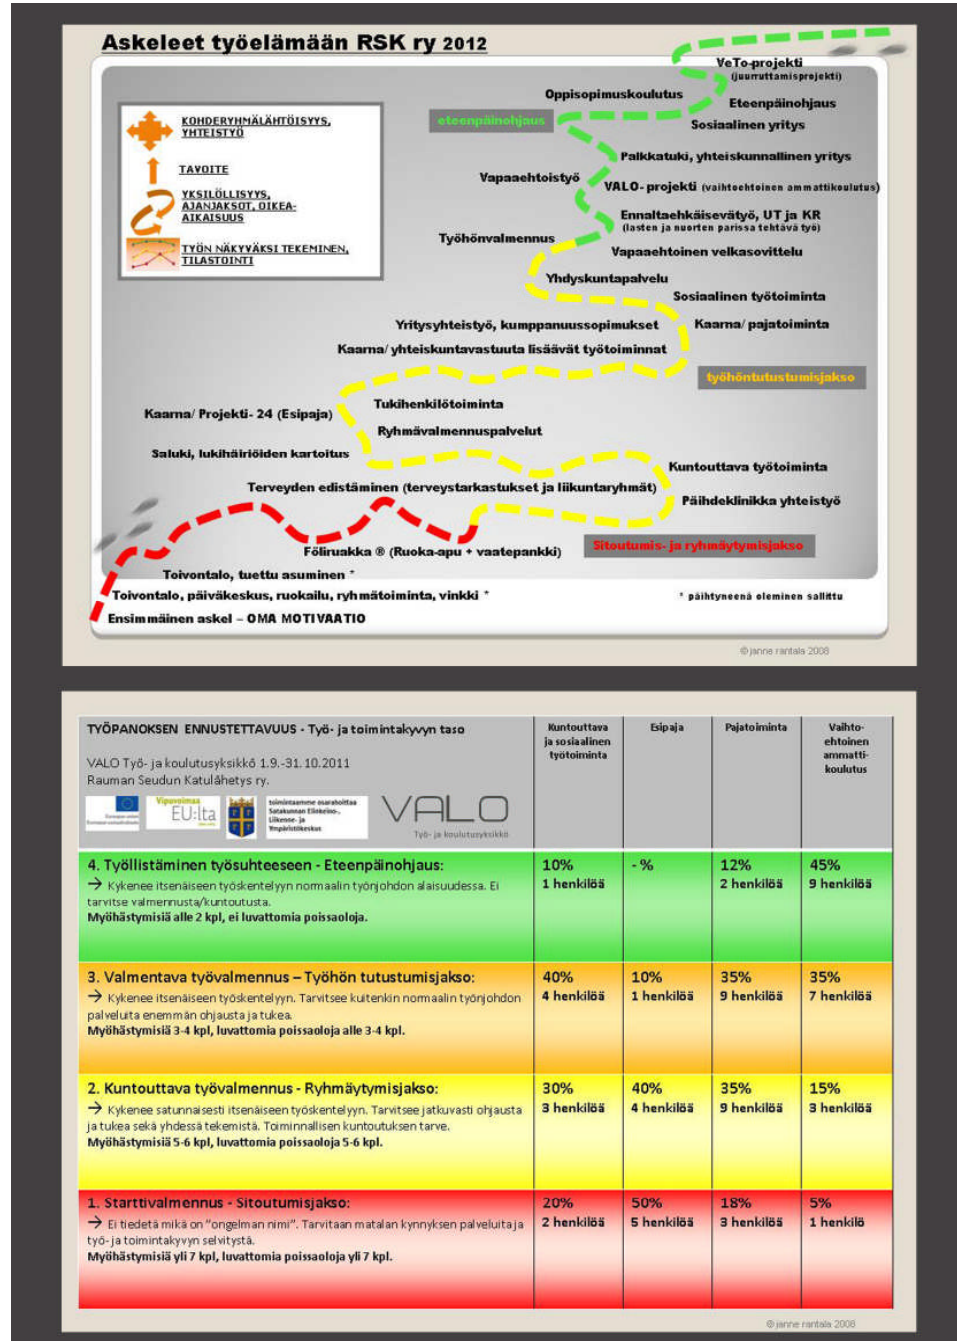 Askeleet työelämään RSK ry 2012
VeTo-projekti
(juurruttamisprojekti)
Oppisopimuskoulutus
Eteenpäinohjaus
eteenpäinohjaus
Sosiaalinen yritys
KOHDERYHMÄLÄHTÖISYYS,
YHTEISTYÖ
TAVOITE
YKSILÖLLISYYS,
AJANJAKSOT, OIKEA-
AIKAISUUS
TYÖN NÄKYVÄKSI TEKEMINEN,
TILASTOINTI
Palkkatuki, yhteiskunnallinen yritys
Vapaaehtoistyö
VALO- projekti (vaihtoehtoinen ammattikoulutus)
Ennaltaehkäisevätyö, UT ja KR
(lasten ja nuorten parissa tehtävä työ)
Työhönvalmennus
Vapaaehtoinen velkasovittelu
Yhdyskuntapalvelu
Sosiaalinen työtoiminta
Yritysyhteistyö, kumppanuussopimukset
Kaarna/ pajatoiminta
Kaarna/ yhteiskuntavastuuta lisäävät työtoiminnat
työhöntutustumisjakso
Tukihenkilötoiminta
Kaarna/ Projekti- 24 (Esipaja)
Ryhmävalmennuspalvelut
Saluki, lukihäiriöiden kartoitus
Kuntouttava työtoiminta
Terveyden edistäminen (terveystarkastukset ja liikuntaryhmät)
Päihdeklinikka yhteistyö
Föliruakka ® (Ruoka-apu + vaatepankki)
Sitoutumis- ja ryhmäytymisjakso
Toivontalo, tuettu asuminen *
Toivontalo, päiväkeskus, ruokailu, ryhmätoiminta, vinkki *
* päihtyneenä oleminen sallittu
Ensimmäinen askel – OMA MOTIVAATIO
© janne rantala 2008
TYÖPANOKSEN ENNUSTETTAVUUS - Työ- ja toimintakyvyn taso
VALO Työ- ja koulutusyksikkö 1.9.-31.10.2011
Rauman Seudun Katulähetys ry.
Vipuvoimaa
EU:lta
toimintaamme osarahoittaa
Satakunnan Elinkeino-,
Liikenne- ja
Ympäristökeskus
VALO
Työ- ja koulutusyksikkö
Kuntouttava
ja sosiaalinen
työtoiminta
Esipaja
Pajatoiminta
Vaihto-
ehtoinen
ammatti-
koulutus
4. Työllistäminen työsuhteeseen - Eteenpäinohjaus:
→ Kykenee itsenäiseen työskentelyyn normaalin työnjohdon alaisuudessa. Ei
tarvitse valmennusta/kuntoutusta.
Myöhästymisiä alle 2 kpl, ei luvattomia poissaoloja.
10% - % 12% 45%
1 henkilöä 2 henkilöä 9 henkilöä
3. Valmentava työvalmennus – Työhön tutustumisjakso:
→ Kykenee itsenäiseen työskentelyyn. Tarvitsee kuitenkin normaalin työnjohdon
palveluita enemmän ohjausta ja tukea.
Myöhästymisiä 3-4 kpl, luvattomia poissaoloja alle 3-4 kpl.
40% 10% 35% 35%
4 henkilöä 1 henkilöä 9 henkilöä 7 henkilöä
2. Kuntouttava työvalmennus - Ryhmäytymisjakso:
→ Kykenee satunnaisesti itsenäiseen työskentelyyn. Tarvitsee jatkuvasti ohjausta
ja tukea sekä yhdessä tekemistä. Toiminnallisen kuntoutuksen tarve.
Myöhästymisiä 5-6 kpl, luvattomia poissaoloja 5-6 kpl.
30% 40% 35% 15%
3 henkilöä 4 henkilöä 9 henkilöä 3 henkilöä
1. Starttivalmennus - Sitoutumisjakso:
→ Ei tiedetä mikä on "ongelman nimi". Tarvitaan matalan kynnyksen palveluita ja
työ- ja toimintakyvyn selvitystä.
Myöhästymisiä yli 7 kpl, luvattomia poissaoloja yli 7 kpl.
20% 50% 18% 5%
2 henkilöä 5 henkilöä 3 henkilöä 1 henkilö
© janne rantala 2008